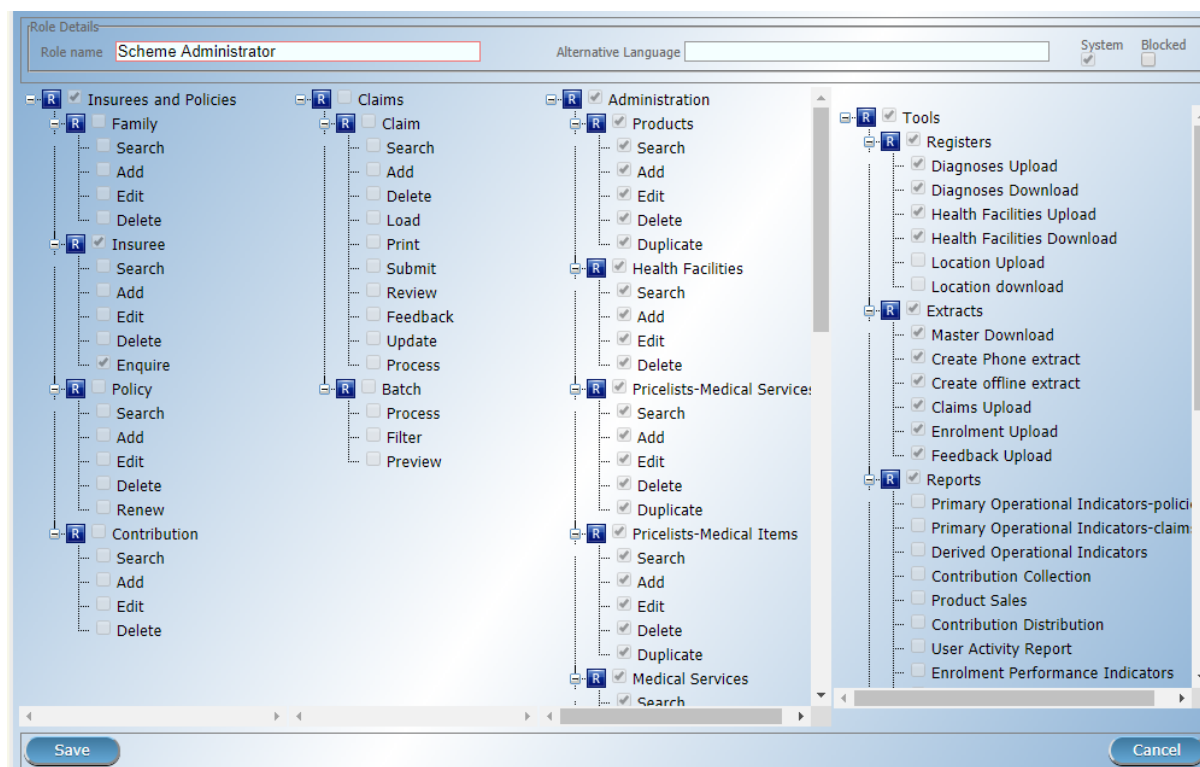 Role Details
Role name Scheme Administrator Alternative Language System Blocked
R Insurees and Policies
R Family
Search
Add
Edit
Delete
R Insuree
Search
Add
Edit
Delete
Enquire
R Policy
Search
Add
Edit
Delete
Renew
R Contribution
Search
Add
Edit
Delete
R Claims
R Claim
Search
Add
Delete
Load
Print
Submit
Review
Feedback
Update
Process
R Batch
Process
Filter
Preview
R Administration
R Products
Search
Add
Edit
Delete
Duplicate
R Health Facilities
Search
Add
Edit
Delete
R Pricelists-Medical Services
Search
Add
Edit
Delete
Duplicate
R Pricelists-Medical Items
Search
Add
Edit
Delete
Duplicate
R Medical Services
Search
R Tools
R Registers
Diagnoses Upload
Diagnoses Download
Health Facilities Upload
Health Facilities Download
Location Upload
Location download
R Extracts
Master Download
Create Phone extract
Create offline extract
Claims Upload
Enrolment Upload
Feedback Upload
R Reports
Primary Operational Indicators-polici
Primary Operational Indicators-claim
Derived Operational Indicators
Contribution Collection
Product Sales
Contribution Distribution
User Activity Report
Enrolment Performance Indicators
Save Cancel